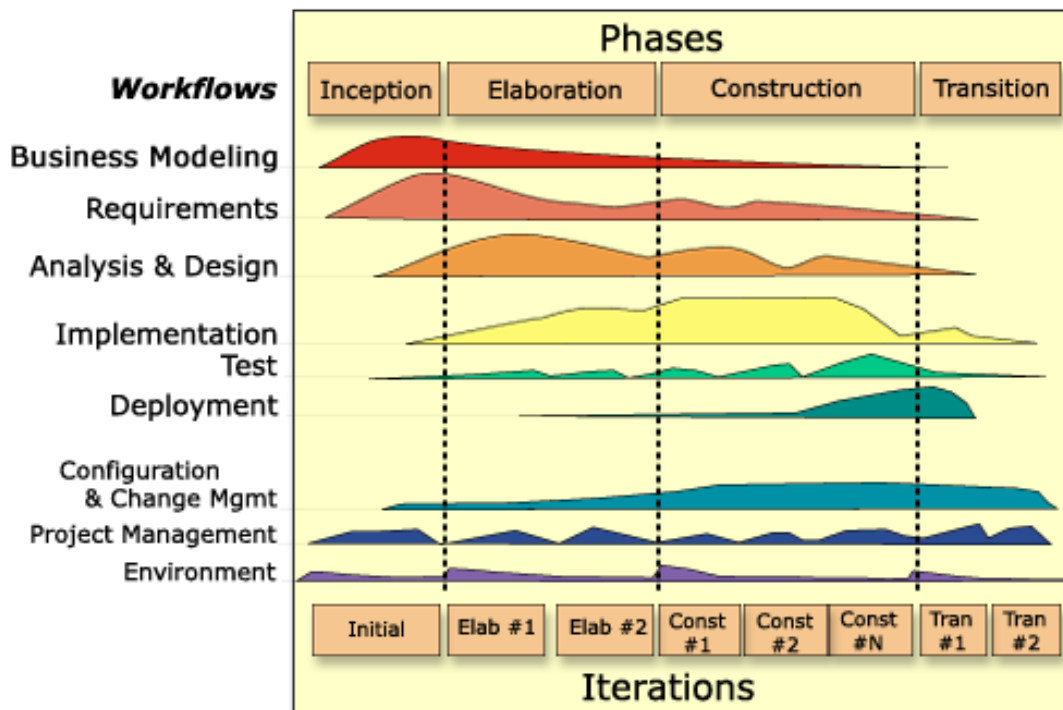 Phases
Workflows
Inception
Elaboration
Construction
Transition
Business Modeling
Requirements
Analysis & Design
Implementation
Test
Deployment
Configuration
& Change Mgmt
Project Management
Environment
Initial
Elab #1
Elab #2
Const
#1
Const
#2
Const
#N
Tran
#1
Tran
#2
Iterations